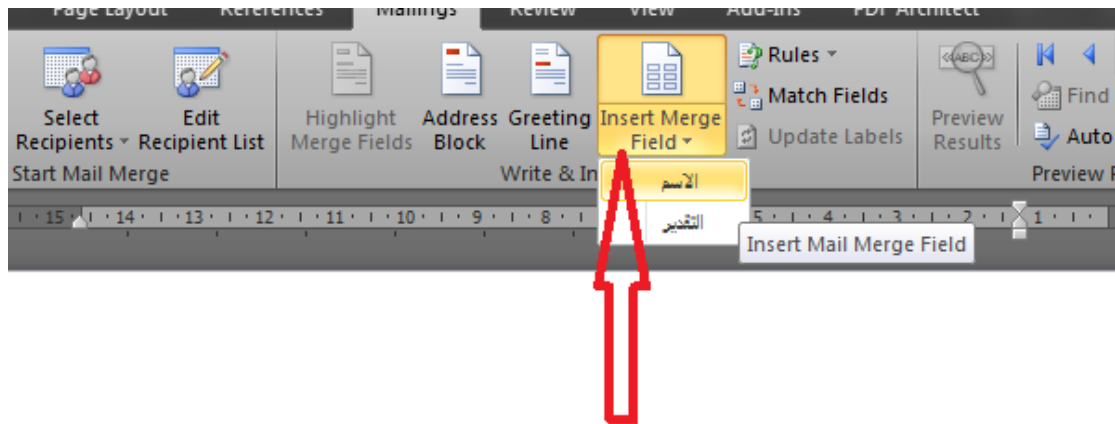 Page Layout References Mailings Review View Add-Ins PDF Architect
Select Recipients
Edit Recipient List
Highlight Merge Fields
Address Block
Greeting Line
Insert Merge Field
Rules
Match Fields
Update Labels
«ABC»
Preview Results
Find
Auto
Start Mail Merge
Write & In
Preview
الاسم
التقدير
15 14 13 12 11 10 9 8 5 4 3 2 1
Insert Mail Merge Field